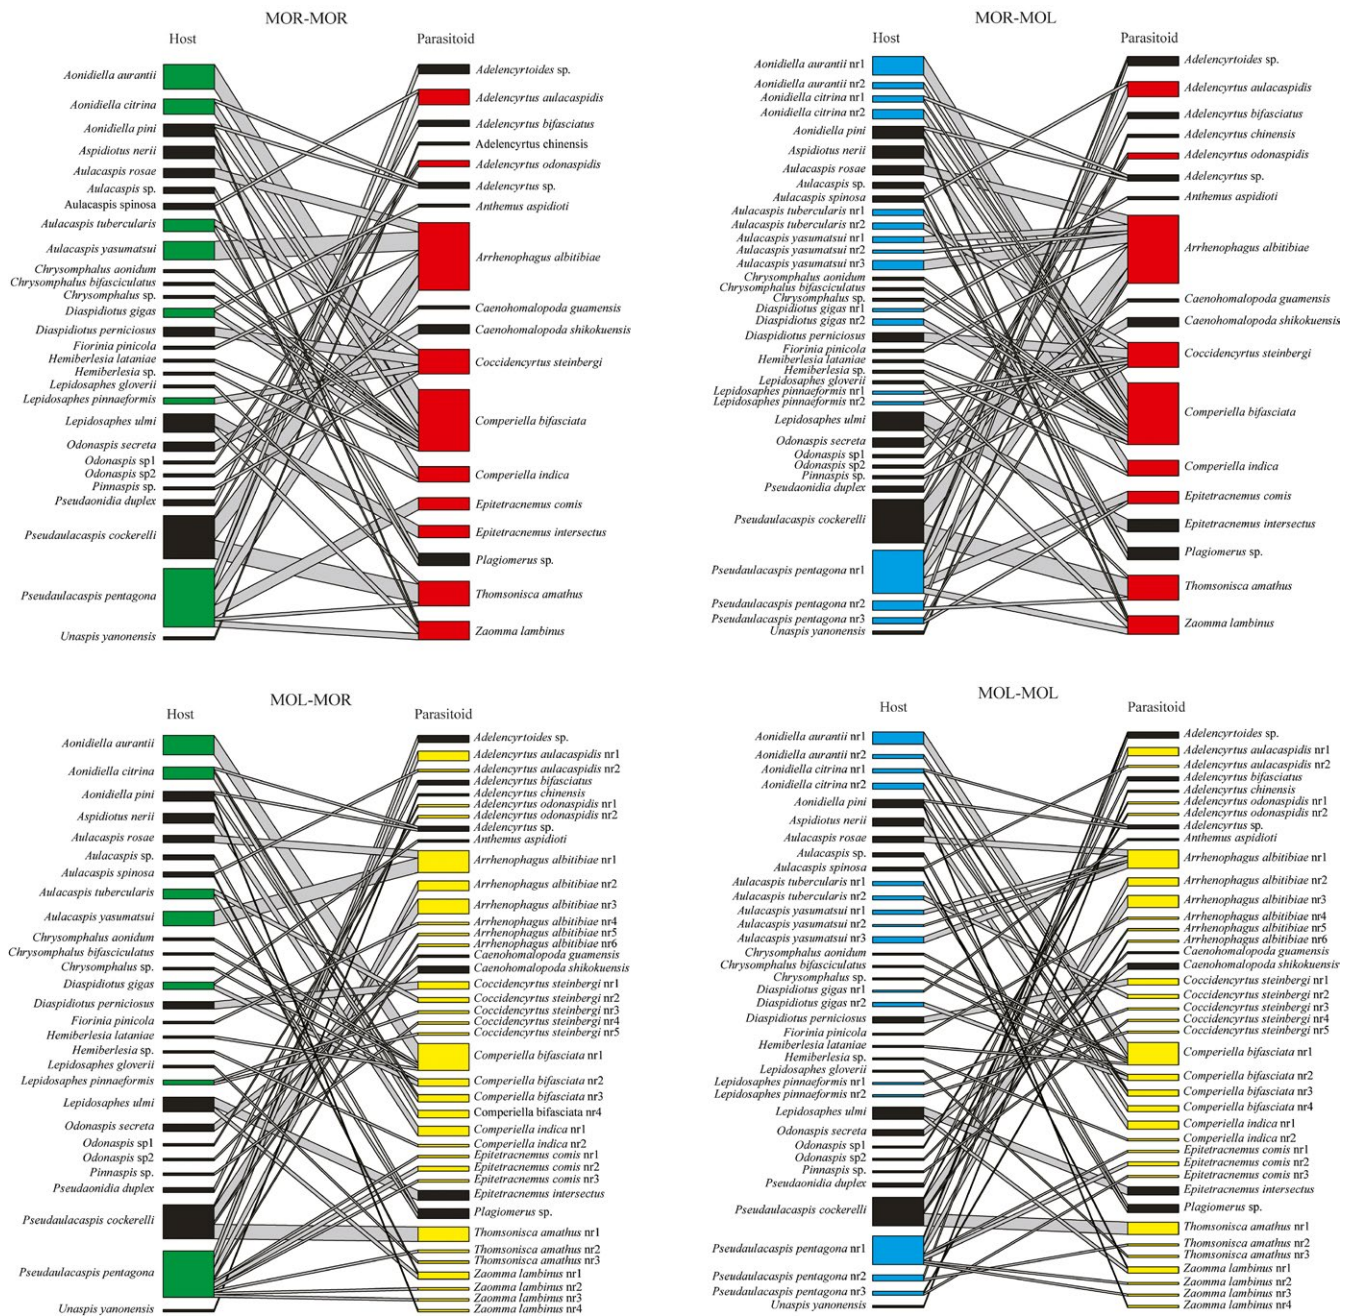 MOR-MOR
Host
Parasitoid
Aonidiella aurantii
Aonidiella citrina
Aonidiella pini
Aspidiotus nerii
Aulacaspis rosae
Aulacaspis sp.
Aulacaspis spinosa
Aulacaspis tubercularis
Aulacaspis yasumatsui
Chrysomphalus aonidum
Chrysomphalus bifasciculatus
Chrysomphalus sp.
Diaspidiotus gigas
Diaspidiotus perniciosus
Fiorinia pinicola
Hemiberlesia lataniae
Hemiberlesia sp.
Lepidosaphes gloverii
Lepidosaphes pinnaeformis
Lepidosaphes ulmi
Odonaspis secreta
Odonaspis sp1
Odonaspis sp2
Pinnaspis sp.
Pseudaonidia duplex
Pseudaulacaspis cockerelli
Pseudaulacaspis pentagona
Unaspis yanonensis
Adelencyrtoides sp.
Adelencyrtus aulacaspidis
Adelencyrtus bifasciatus
Adelencyrtus chinensis
Adelencyrtus odonaspidis
Adelencyrtus sp.
Anthemus aspidioti
Arrhenophagus albitibiae
Caenohomalopoda guamensis
Caenohomalopoda shikokuensis
Coccidencyrtus steinbergi
Comperiella bifasciata
Comperiella indica
Epitetracnemus comis
Epitetracnemus intersectus
Plagiomerus sp.
Thomsonisca amathus
Zaomma lambinus
MOR-MOL
Host
Parasitoid
Aonidiella aurantii nr1
Aonidiella aurantii nr2
Aonidiella citrina nr1
Aonidiella citrina nr2
Aonidiella pini
Aspidiotus nerii
Aulacaspis rosae
Aulacaspis sp.
Aulacaspis spinosa
Aulacaspis tubercularis nr1
Aulacaspis tubercularis nr2
Aulacaspis yasumatsui nr1
Aulacaspis yasumatsui nr2
Aulacaspis yasumatsui nr3
Chrysomphalus aonidum
Chrysomphalus bifasciculatus
Chrysomphalus sp.
Diaspidiotus gigas nr1
Diaspidiotus gigas nr2
Diaspidiotus perniciosus
Fiorinia pinicola
Hemiberlesia lataniae
Hemiberlesia sp.
Lepidosaphes gloverii
Lepidosaphes pinnaeformis nr1
Lepidosaphes pinnaeformis nr2
Lepidosaphes ulmi
Odonaspis secreta
Odonaspis sp1
Odonaspis sp2
Pinnaspis sp.
Pseudaonidia duplex
Pseudaulacaspis cockerelli
Pseudaulacaspis pentagona nr1
Pseudaulacaspis pentagona nr2
Pseudaulacaspis pentagona nr3
Unaspis yanonensis
Adelencyrtoides sp.
Adelencyrtus aulacaspidis
Adelencyrtus bifasciatus
Adelencyrtus chinensis
Adelencyrtus odonaspidis
Adelencyrtus sp.
Anthemus aspidioti
Arrhenophagus albitibiae
Caenohomalopoda guamensis
Caenohomalopoda shikokuensis
Coccidencyrtus steinbergi
Comperiella bifasciata
Comperiella indica
Epitetracnemus comis
Epitetracnemus intersectus
Plagiomerus sp.
Thomsonisca amathus
Zaomma lambinus
MOL-MOR
Host
Parasitoid
Aonidiella aurantii
Aonidiella citrina
Aonidiella pini
Aspidiotus nerii
Aulacaspis rosae
Aulacaspis sp.
Aulacaspis spinosa
Aulacaspis tubercularis
Aulacaspis yasumatsui
Chrysomphalus aonidum
Chrysomphalus bifasciculatus
Chrysomphalus sp.
Diaspidiotus gigas
Diaspidiotus perniciosus
Fiorinia pinicola
Hemiberlesia lataniae
Hemiberlesia sp.
Lepidosaphes gloverii
Lepidosaphes pinnaeformis
Lepidosaphes ulmi
Odonaspis secreta
Odonaspis sp1
Odonaspis sp2
Pinnaspis sp.
Pseudaonidia duplex
Pseudaulacaspis cockerelli
Pseudaulacaspis pentagona
Unaspis yanonensis
Adelencyrtoides sp.
Adelencyrtus aulacaspidis nr1
Adelencyrtus aulacaspidis nr2
Adelencyrtus bifasciatus
Adelencyrtus chinensis
Adelencyrtus odonaspidis nr1
Adelencyrtus odonaspidis nr2
Adelencyrtus sp.
Anthemus aspidioti
Arrhenophagus albitibiae nr1
Arrhenophagus albitibiae nr2
Arrhenophagus albitibiae nr3
Arrhenophagus albitibiae nr4
Arrhenophagus albitibiae nr5
Arrhenophagus albitibiae nr6
Caenohomalopoda guamensis
Caenohomalopoda shikokuensis
Coccidencyrtus steinbergi nr1
Coccidencyrtus steinbergi nr2
Coccidencyrtus steinbergi nr3
Coccidencyrtus steinbergi nr4
Coccidencyrtus steinbergi nr5
Comperiella bifasciata nr1
Comperiella bifasciata nr2
Comperiella bifasciata nr3
Comperiella bifasciata nr4
Comperiella indica nr1
Comperiella indica nr2
Epitetracnemus comis nr1
Epitetracnemus comis nr2
Epitetracnemus comis nr3
Epitetracnemus intersectus
Plagiomerus sp.
Thomsonisca amathus nr1
Thomsonisca amathus nr2
Thomsonisca amathus nr3
Zaomma lambinus nr1
Zaomma lambinus nr2
Zaomma lambinus nr3
Zaomma lambinus nr4
MOL-MOL
Host
Parasitoid
Aonidiella aurantii nr1
Aonidiella aurantii nr2
Aonidiella citrina nr1
Aonidiella citrina nr2
Aonidiella pini
Aspidiotus nerii
Aulacaspis rosae
Aulacaspis sp.
Aulacaspis spinosa
Aulacaspis tubercularis nr1
Aulacaspis tubercularis nr2
Aulacaspis yasumatsui nr1
Aulacaspis yasumatsui nr2
Aulacaspis yasumatsui nr3
Chrysomphalus aonidum
Chrysomphalus bifasciculatus
Chrysomphalus sp.
Diaspidiotus gigas nr1
Diaspidiotus gigas nr2
Diaspidiotus perniciosus
Fiorinia pinicola
Hemiberlesia lataniae
Hemiberlesia sp.
Lepidosaphes gloverii
Lepidosaphes pinnaeformis nr1
Lepidosaphes pinnaeformis nr2
Lepidosaphes ulmi
Odonaspis secreta
Odonaspis sp1
Odonaspis sp2
Pinnaspis sp.
Pseudaonidia duplex
Pseudaulacaspis cockerelli
Pseudaulacaspis pentagona nr1
Pseudaulacaspis pentagona nr2
Pseudaulacaspis pentagona nr3
Unaspis yanonensis
Adelencyrtoides sp.
Adelencyrtus aulacaspidis nr1
Adelencyrtus aulacaspidis nr2
Adelencyrtus bifasciatus
Adelencyrtus chinensis
Adelencyrtus odonaspidis nr1
Adelencyrtus odonaspidis nr2
Adelencyrtus sp.
Anthemus aspidioti
Arrhenophagus albitibiae nr1
Arrhenophagus albitibiae nr2
Arrhenophagus albitibiae nr3
Arrhenophagus albitibiae nr4
Arrhenophagus albitibiae nr5
Arrhenophagus albitibiae nr6
Caenohomalopoda guamensis
Caenohomalopoda shikokuensis
Coccidencyrtus steinbergi nr1
Coccidencyrtus steinbergi nr2
Coccidencyrtus steinbergi nr3
Coccidencyrtus steinbergi nr4
Coccidencyrtus steinbergi nr5
Comperiella bifasciata nr1
Comperiella bifasciata nr2
Comperiella bifasciata nr3
Comperiella bifasciata nr4
Comperiella indica nr1
Comperiella indica nr2
Epitetracnemus comis nr1
Epitetracnemus comis nr2
Epitetracnemus comis nr3
Epitetracnemus intersectus
Plagiomerus sp.
Thomsonisca amathus nr1
Thomsonisca amathus nr2
Thomsonisca amathus nr3
Zaomma lambinus nr1
Zaomma lambinus nr2
Zaomma lambinus nr3
Zaomma lambinus nr4